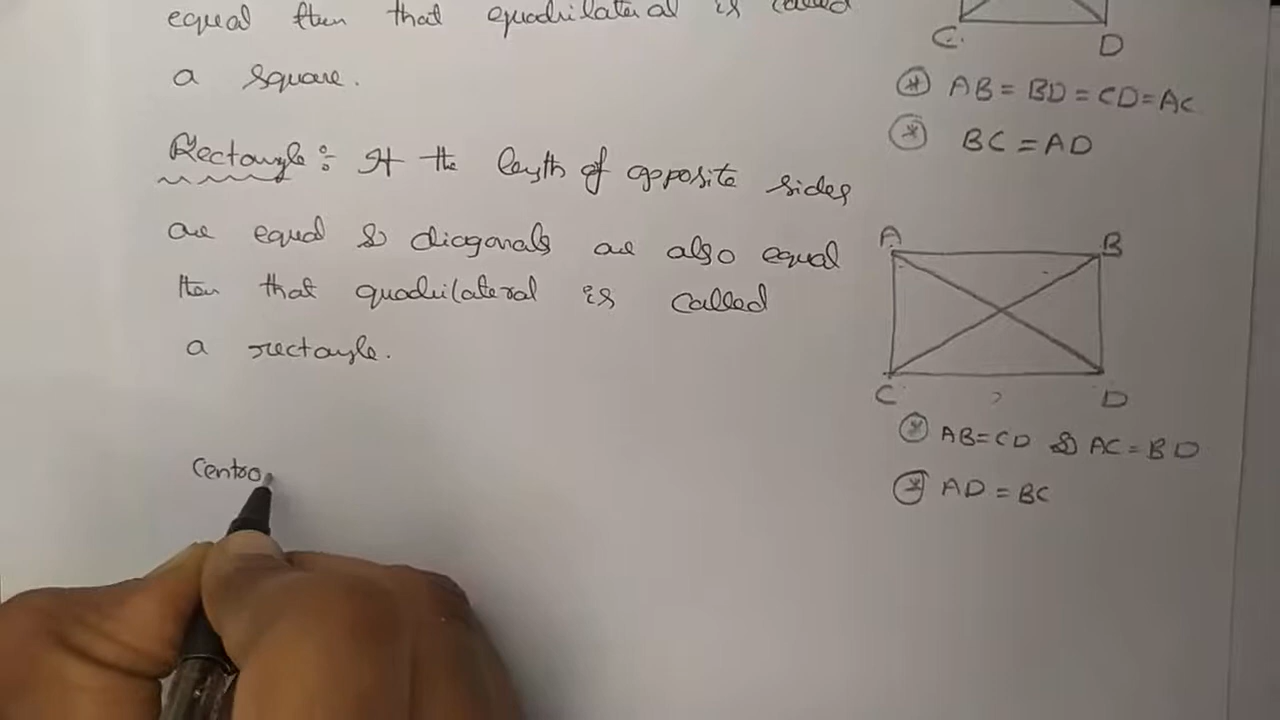 equal then that quadrilateral is called
a square.
Rectangle : If the length of opposite sides
are equal & diagonals are also equal
then that quadrilateral is called
a rectangle.
Centro
C D
* AB = BD = CD = AC
* BC = AD
A B
C D
* AB = CD & AC = BD
* AD = BC